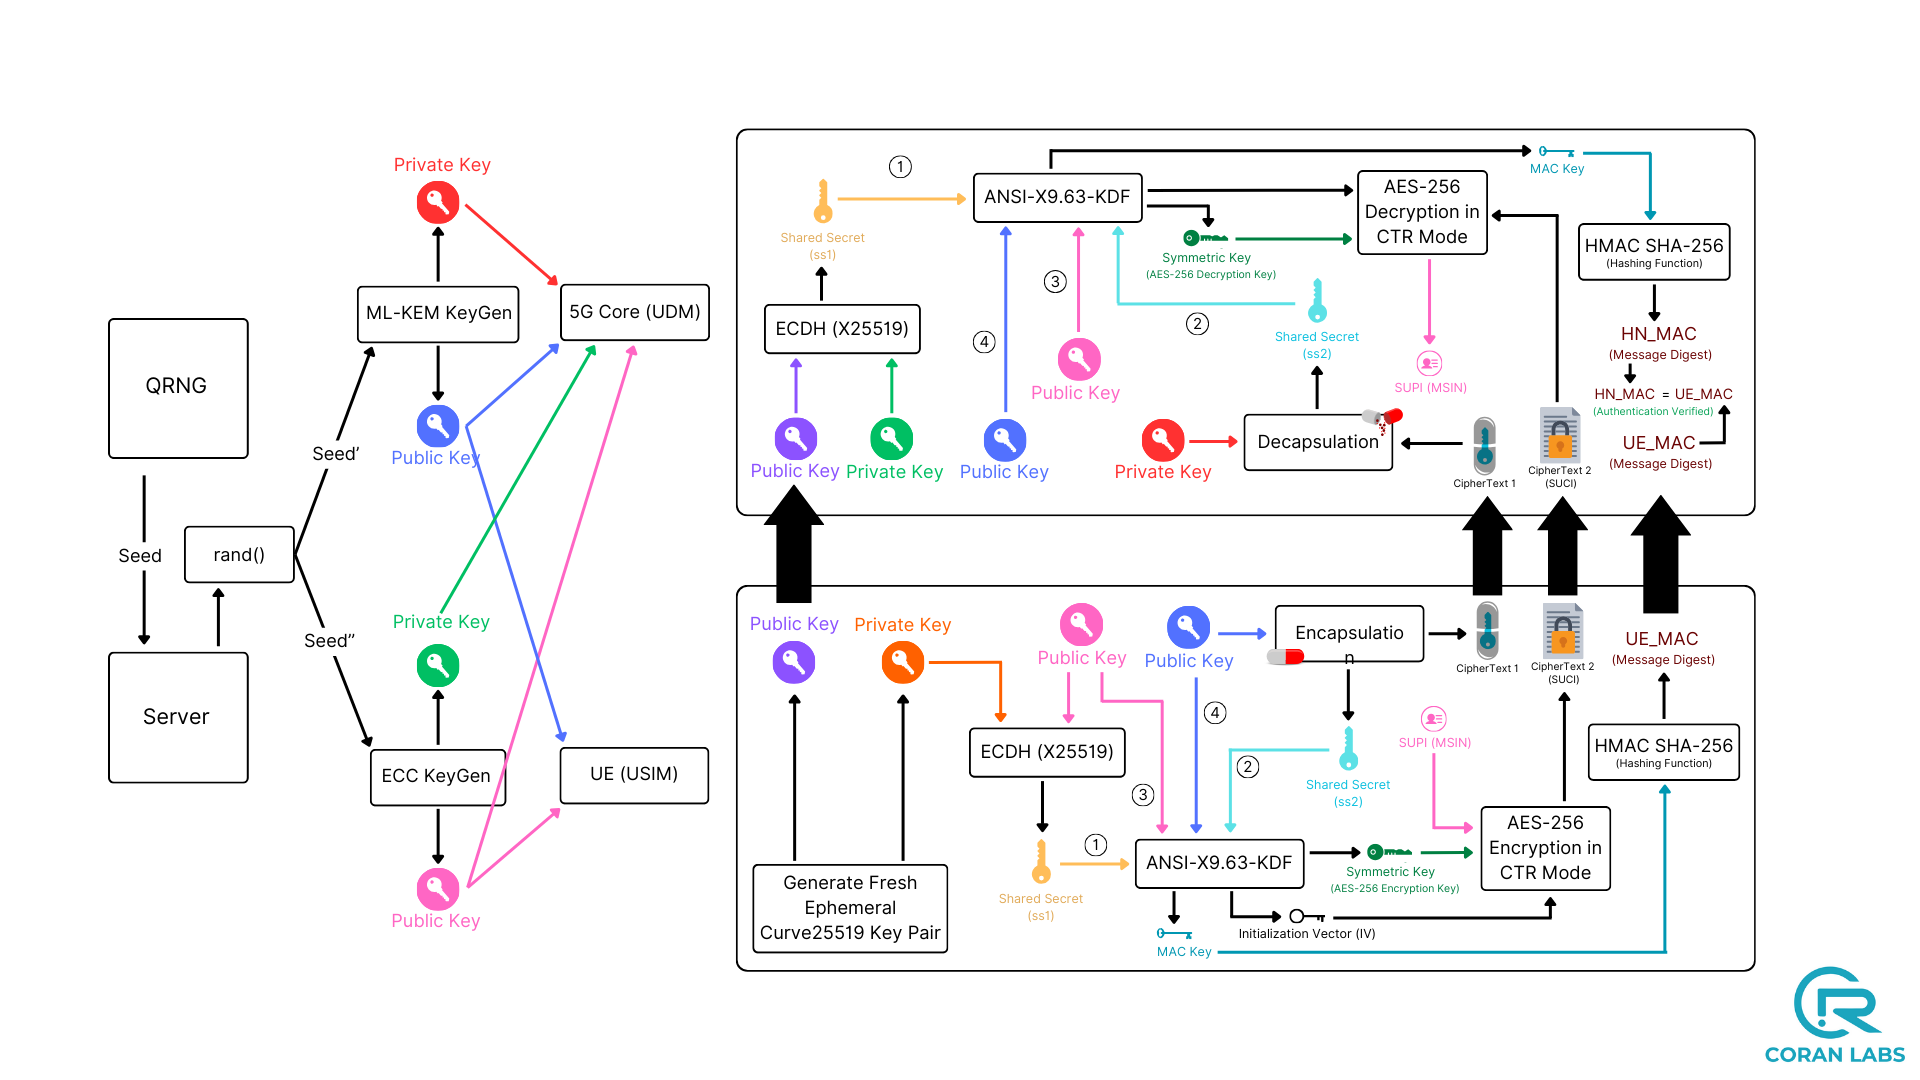 QRNG
Seed
Server
rand()
Seed’
Seed”
Private Key
ML-KEM KeyGen
Public Key
5G Core (UDM)
Private Key
ECC KeyGen
Public Key
UE (USIM)
1
Shared Secret
(ss1)
ECDH (X25519)
Public Key
Private Key
ANSI-X9.63-KDF
4
3
Public Key
Public Key
Symmetric Key
(AES-256 Decryption Key)
2
Shared Secret
(ss2)
Private Key
Decapsulation
AES-256
Decryption in
CTR Mode
SUPI (MSIN)
CipherText 1
CipherText 2
(SUCI)
MAC Key
HMAC SHA-256
(Hashing Function)
HN_MAC
(Message Digest)
HN_MAC = UE_MAC
(Authentication Verified)
UE_MAC
(Message Digest)
Public Key
Private Key
Generate Fresh
Ephemeral
Curve25519 Key Pair
Public Key
Public Key
Encapsulatio
n
CipherText 1
CipherText 2
(SUCI)
UE_MAC
(Message Digest)
ECDH (X25519)
4
2
3
Shared Secret
(ss2)
SUPI (MSIN)
HMAC SHA-256
(Hashing Function)
1
Shared Secret
(ss1)
ANSI-X9.63-KDF
Symmetric Key
(AES-256 Encryption Key)
AES-256
Encryption in
CTR Mode
Initialization Vector (IV)
MAC Key
CORAN LABS